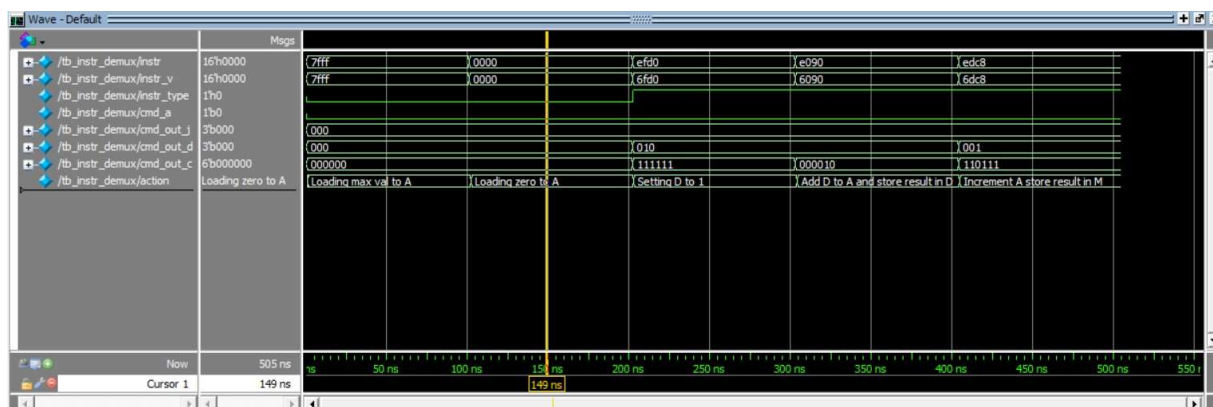 Wave - Default
Msgs
/tb_instr_demux/instr 16'h0000 7fff 0000 efd0 e090 edc8
/tb_instr_demux/instr_v 16'h0000 7fff 0000 6fd0 6090 6dc8
/tb_instr_demux/instr_type 1'h0
/tb_instr_demux/cmd_a 1'b0
/tb_instr_demux/cmd_out_j 3'b000 000
/tb_instr_demux/cmd_out_d 3'b000 000 010 001
/tb_instr_demux/cmd_out_c 6'b000000 000000 111111 000010 110111
/tb_instr_demux/action Loading zero to A Loading max val to A Loading zero to A Setting D to 1 Add D to A and store result in D Increment A store result in M
Now 505 ns ns 50 ns 100 ns 150 ns 200 ns 250 ns 300 ns 350 ns 400 ns 450 ns 500 ns 550
Cursor 1 149 ns 149 ns